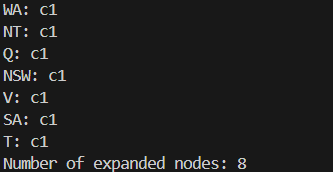 WA: c1
NT: c1
Q: c1
NSW: c1
V: c1
SA: c1
T: c1
Number of expanded nodes: 8